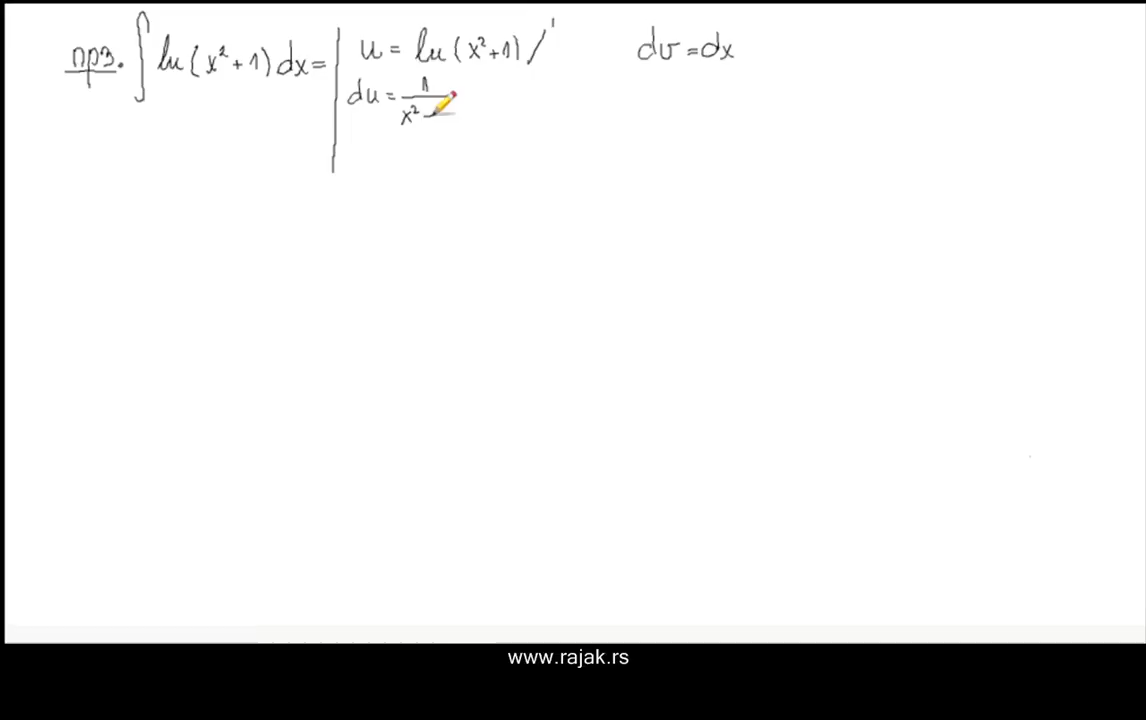 пр3. ∫ ln(x²+1)dx= | u = ln(x²+1) /' dv=dx
du = 1/x² −
www.rajak.rs